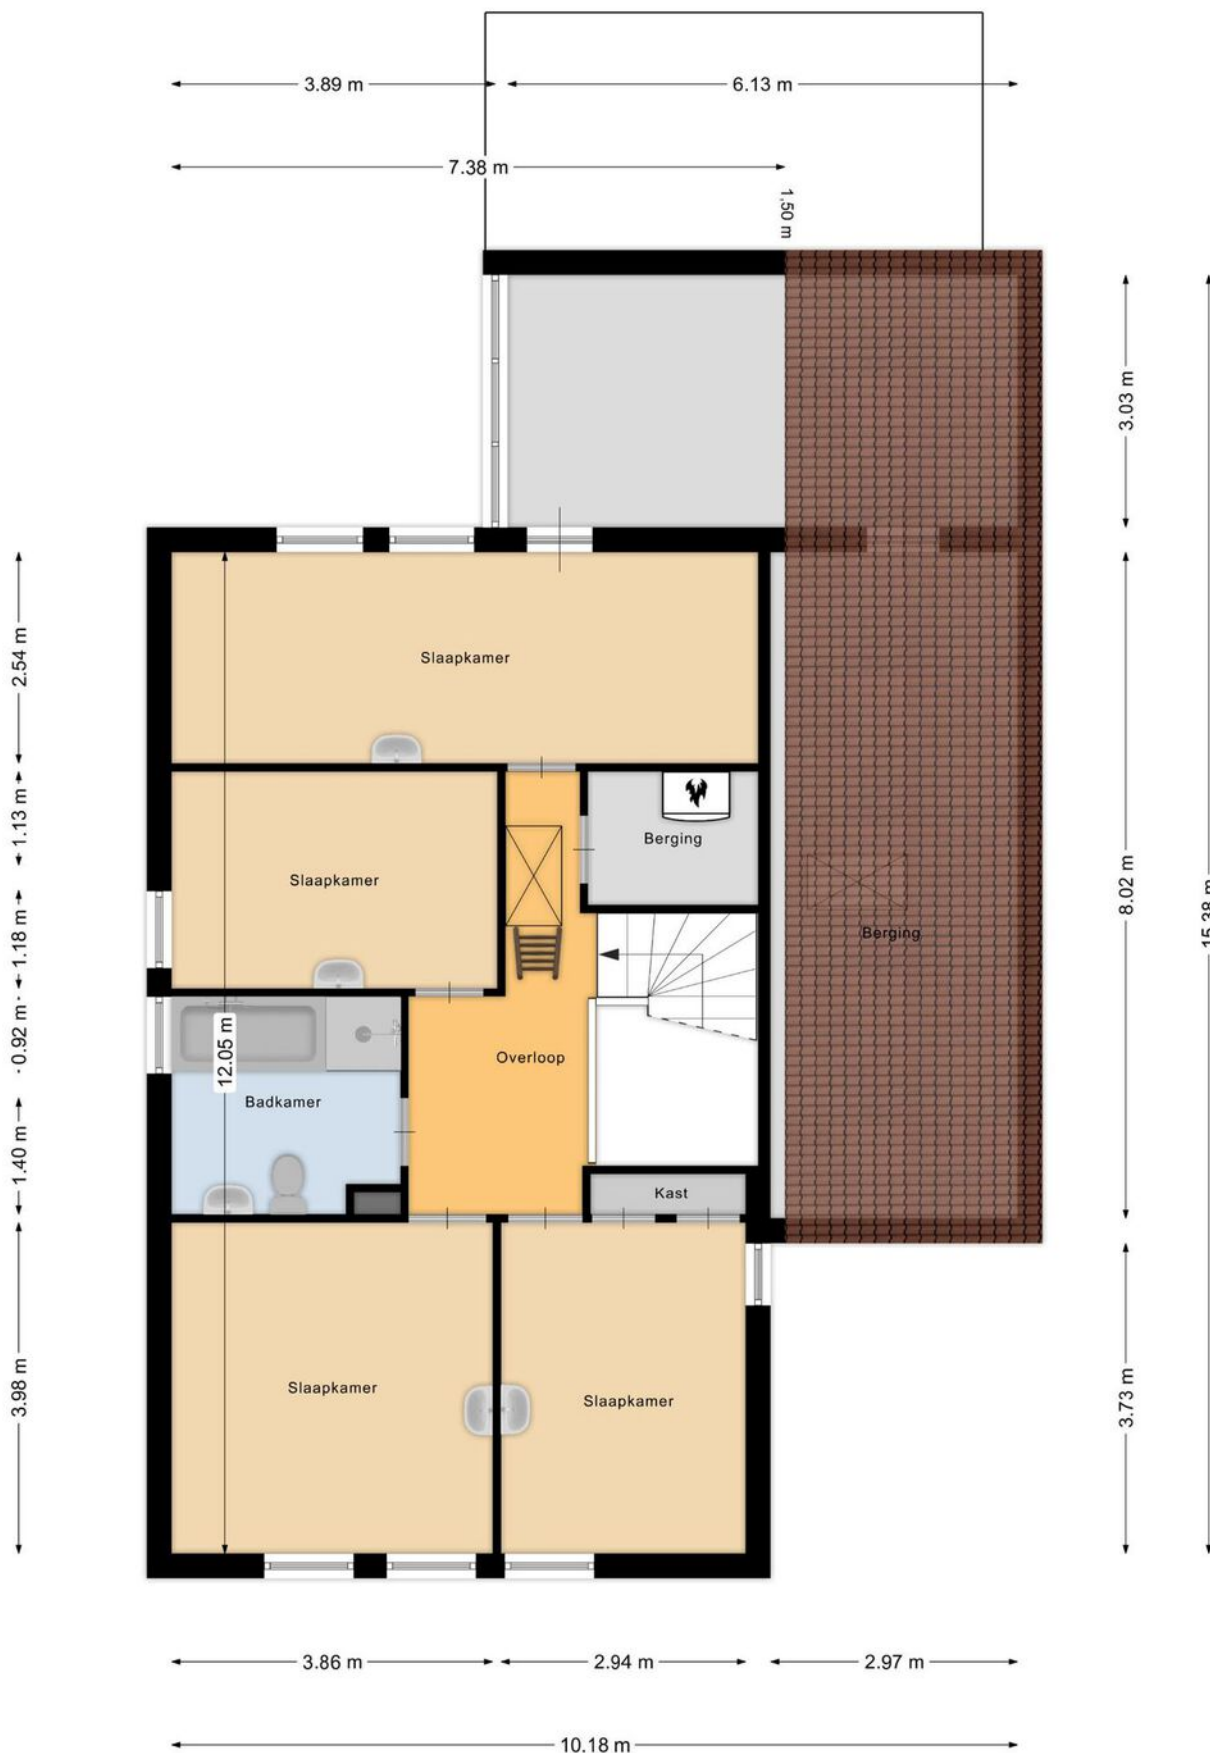 3.89 m
6.13 m
7.38 m
1,50 m
3.03 m
15.38 m
2.54 m
Slaapkamer
1.13 m
Berging
Slaapkamer
8.02 m
1.18 m
Berging
0.92 m
12.05 m
Overloop
Badkamer
1.40 m
Kast
3.98 m
Slaapkamer
Slaapkamer
3.73 m
3.86 m
2.94 m
2.97 m
10.18 m